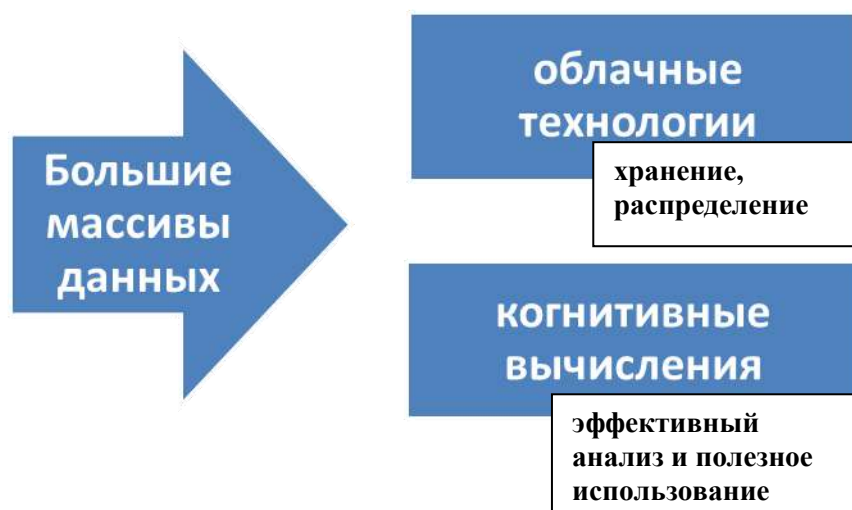 Большие
массивы
данных
облачные
технологии
хранение,
распределение
когнитивные
вычисления
эффективный
анализ и полезное
использование